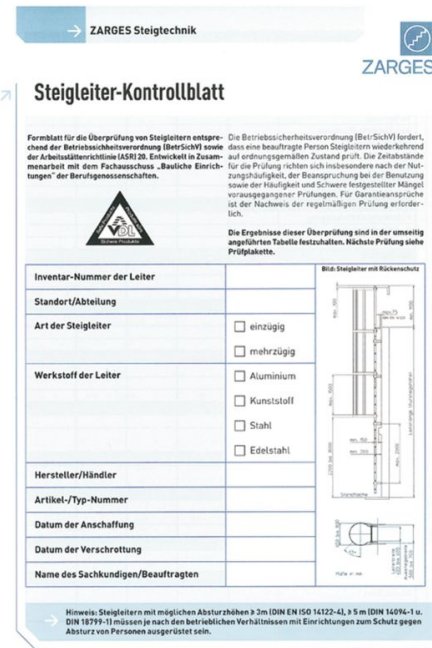 ZARGES Steigtechnik
ZARGES
Steigleiter-Kontrollblatt
Formblatt für die Überprüfung von Steigleitern entspre-
chend der Betriebssichheitsverordnung (BetrSichV) sowie
der Arbeitsstättenrichtlinie (ASR) 20. Entwickelt in Zusam-
menarbeit mit dem Fachausschuss „Bauliche Einrich-
tungen“ der Berufsgenossenschaften.
Die Betriebssicherheitsverordnung (BetrSichV) fordert,
dass eine beauftragte Person Steigleitern wiederkehrend
auf ordnungsgemäßen Zustand prüft. Die Zeitabstände
für die Prüfung richten sich insbesondere nach der Nut-
zungshäufigkeit, der Beanspruchung bei der Benutzung
sowie der Häufigkeit und Schwere festgestellter Mängel
vorausgegangener Prüfungen. Für Garantieansprüche
ist der Nachweis der regelmäßigen Prüfung erforder-
lich.
Die Ergebnisse dieser Überprüfung sind in der umseitig
angeführten Tabelle festzuhalten. Nächste Prüfung siehe
Prüfplakette.
VDL
Sichere Produkte
Inventar-Nummer der Leiter
Bild: Steigleiter mit Rückenschutz
Standort/Abteilung
Art der Steigleiter
einzügig
mehrzügig
Werkstoff der Leiter
Aluminium
Kunststoff
Stahl
Edelstahl
Hersteller/Händler
Artikel-/Typ-Nummer
Datum der Anschaffung
Datum der Verschrottung
Name des Sachkundigen/Beauftragten
Maße in mm
Hinweis: Steigleitern mit möglichen Absturzhöhen ≥ 3m (DIN EN ISO 14122-4), ≥ 5 m (DIN 14094-1 u.
DIN 18799-1) müssen je nach den betrieblichen Verhältnissen mit Einrichtungen zum Schutz gegen
Absturz von Personen ausgerüstet sein.